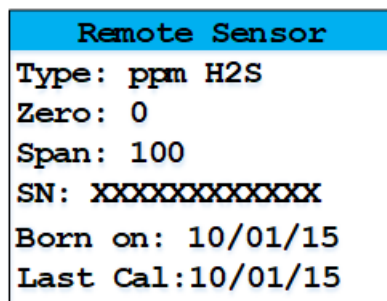 Remote Sensor
Type: ppm H2S
Zero: 0
Span: 100
SN: XXXXXXXXXXXX
Born on: 10/01/15
Last Cal:10/01/15